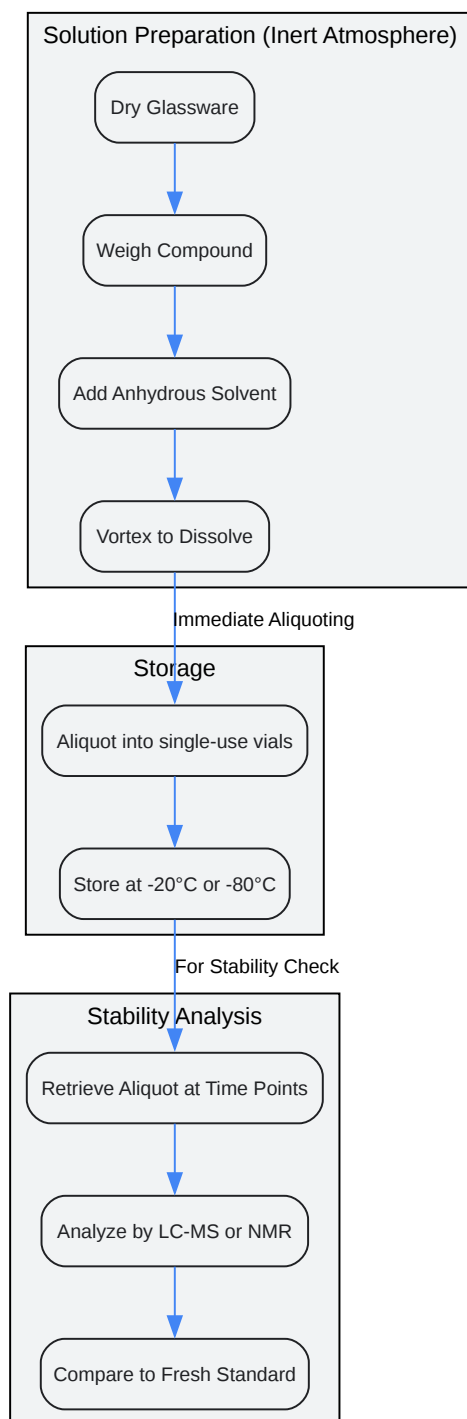 Solution Preparation (Inert Atmosphere)
Dry Glassware
Weigh Compound
Add Anhydrous Solvent
Vortex to Dissolve
Immediate Aliquoting
Storage
Aliquot into single-use vials
Store at -20°C or -80°C
For Stability Check
Stability Analysis
Retrieve Aliquot at Time Points
Analyze by LC-MS or NMR
Compare to Fresh Standard